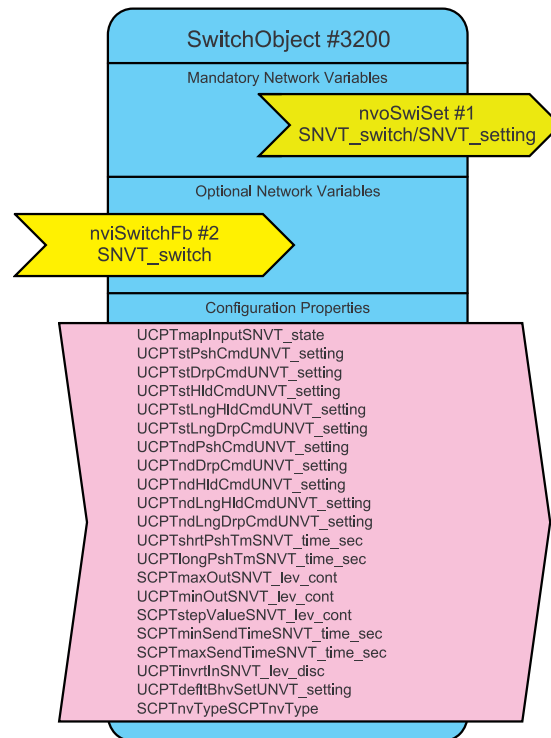 SwitchObject #3200
Mandatory Network Variables
nvoSwiSet #1
SNVT_switch/SNVT_setting
Optional Network Variables
nviSwitchFb #2
SNVT_switch
Configuration Properties
UCPTmapInputSNVT_state
UCPTstPshCmdUNVT_setting
UCPTstDrpCmdUNVT_setting
UCPTstHldCmdUNVT_setting
UCPTstLngHldCmdUNVT_setting
UCPTstLngDrpCmdUNVT_setting
UCPTndPshCmdUNVT_setting
UCPTndDrpCmdUNVT_setting
UCPTndHldCmdUNVT_setting
UCPTndLngHldCmdUNVT_setting
UCPTndLngDrpCmdUNVT_setting
UCPTshrtPshTmSNVT_time_sec
UCPTlongPshTmSNVT_time_sec
SCPTmaxOutSNVT_lev_cont
UCPTminOutSNVT_lev_cont
SCPTstepValueSNVT_lev_cont
SCPTminSendTimeSNVT_time_sec
SCPTmaxSendTimeSNVT_time_sec
UCPTinvrtInSNVT_lev_disc
UCPTdefltBhvSetUNVT_setting
SCPTnvTypeSCPTnvType